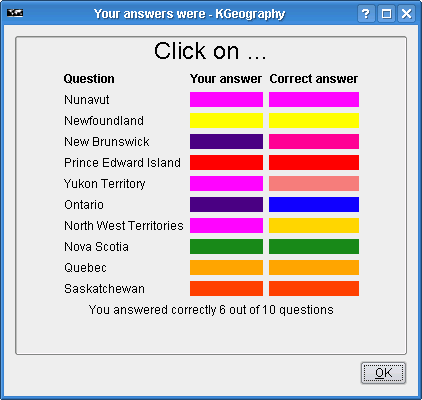 Your answers were - KGeography
Click on ...
Question Your answer Correct answer
Nunavut
Newfoundland
New Brunswick
Prince Edward Island
Yukon Territory
Ontario
North West Territories
Nova Scotia
Quebec
Saskatchewan
You answered correctly 6 out of 10 questions
OK